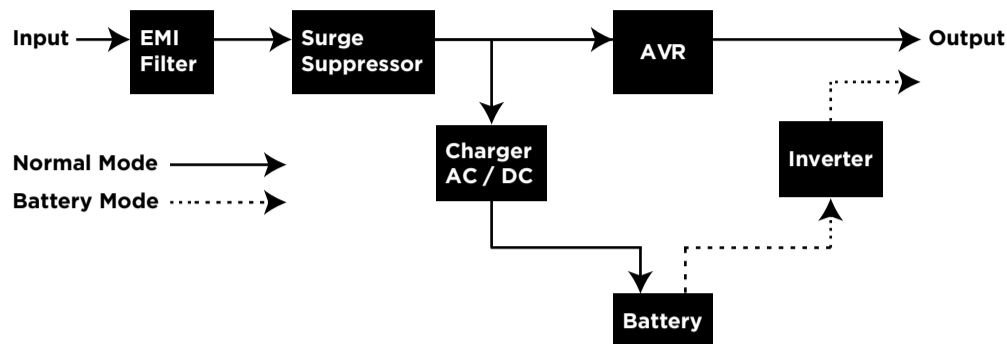 Input
EMI
Filter
Surge
Suppressor
AVR
Output
Charger
AC / DC
Inverter
Normal Mode
Battery Mode
Battery